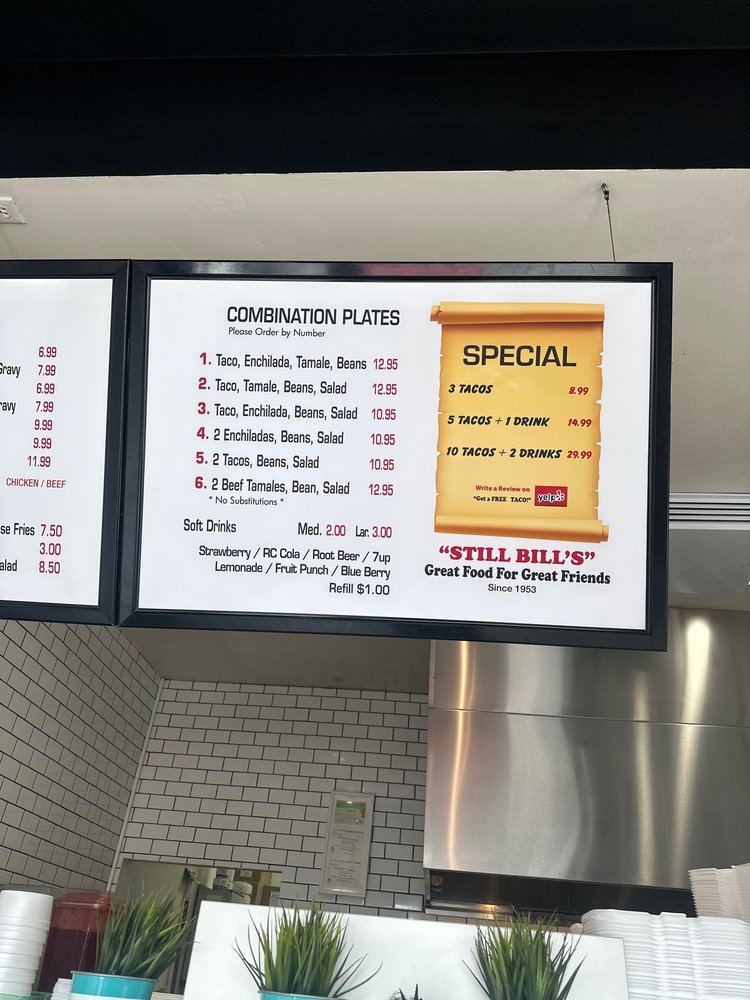 6.99
Gravy 7.99
6.99
7.99
9.99
9.99
11.99
CHICKEN / BEEF
Fries 7.50
3.00
8.50
COMBINATION PLATES
Please Order by Number
1. Taco, Enchilada, Tamale, Beans 12.95
2. Taco, Tamale, Beans, Salad 12.95
3. Taco, Enchilada, Beans, Salad 10.95
4. 2 Enchiladas, Beans, Salad 10.95
5. 2 Tacos, Beans, Salad 10.95
6. 2 Beef Tamales, Bean, Salad 12.95
* No Substitutions *
Soft Drinks Med. 2.00 Lar. 3.00
Strawberry / RC Cola / Root Beer / 7up
Lemonade / Fruit Punch / Blue Berry
Refill $1.00
SPECIAL
3 TACOS 8.99
5 TACOS + 1 DRINK 14.99
10 TACOS + 2 DRINKS 29.99
Write a Review on
"Get a FREE TACO!" yelp
"STILL BILL'S"
Great Food For Great Friends
Since 1953